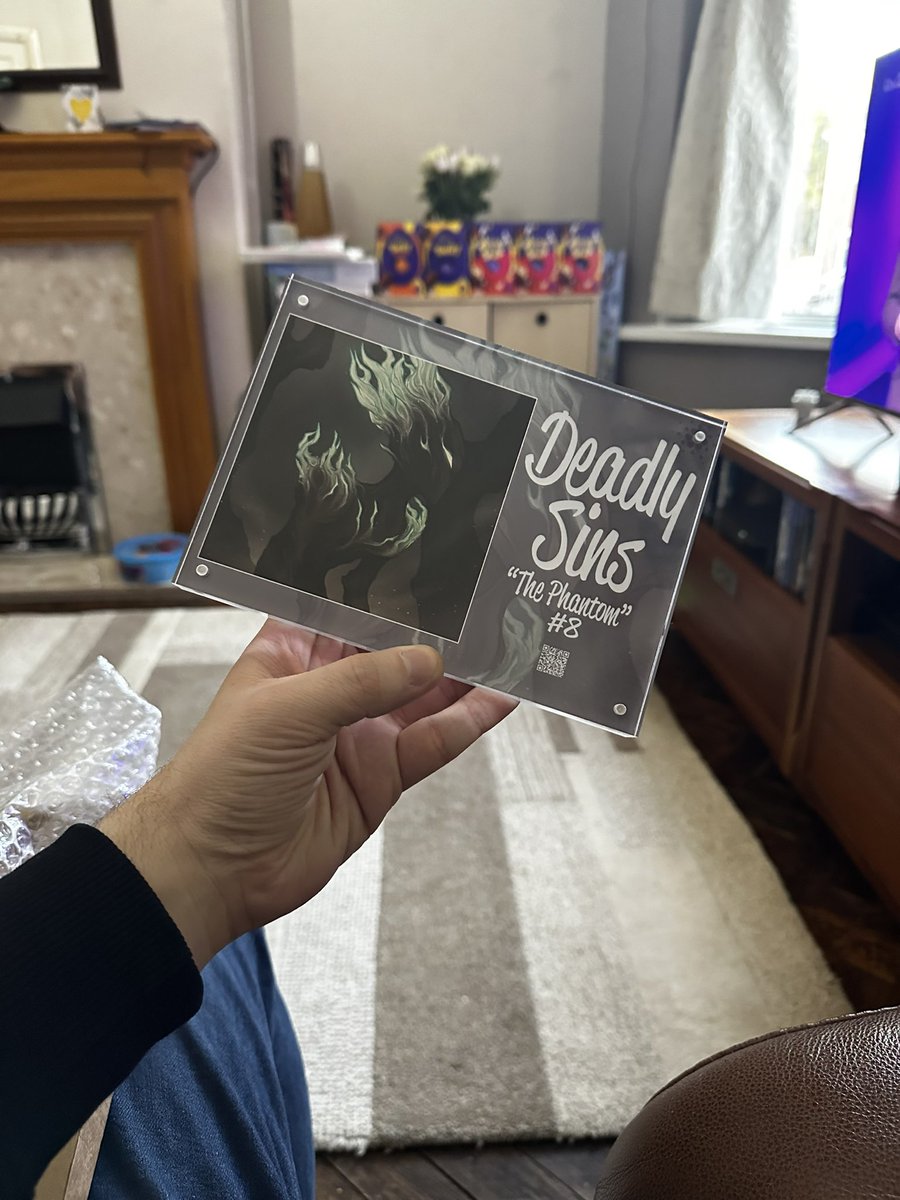 Deadly
Sins
“The Phantom”
#8